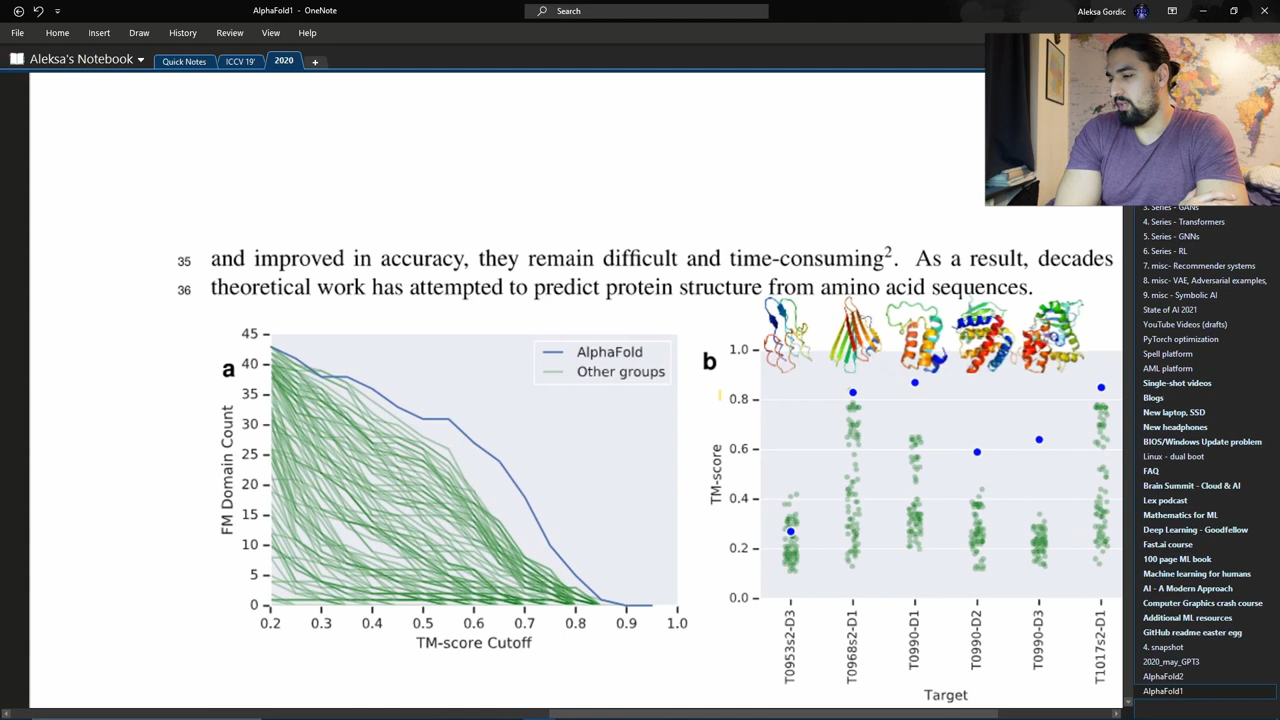 AlphaFold1 - OneNote
Search
Aleksa Gordic
File Home Insert Draw History Review View Help
Aleksa's Notebook
Quick Notes
ICCV 19'
2020
+
35 and improved in accuracy, they remain difficult and time-consuming2. As a result, decades
36 theoretical work has attempted to predict protein structure from amino acid sequences.
a
AlphaFold
Other groups
FM Domain Count
45
40
35
30
25
20
15
10
5
0
0.2 0.3 0.4 0.5 0.6 0.7 0.8 0.9 1.0
TM-score Cutoff
b
TM-score
1.0
0.8
0.6
0.4
0.2
0.0
T0953s2-D3
T0968s2-D1
T0990-D1
T0990-D2
T0990-D3
T1017s2-D1
Target
3. Series - GANs
4. Series - Transformers
5. Series - GNNs
6. Series - RL
7. misc- Recommender systems
8. misc- VAE, Adversarial examples,
9. misc - Symbolic AI
State of AI 2021
YouTube Videos (drafts)
PyTorch optimization
Spell platform
AML platform
Single-shot videos
Blogs
New laptop, SSD
New headphones
BIOS/Windows Update problem
Linux - dual boot
FAQ
Brain Summit - Cloud & AI
Lex podcast
Mathematics for ML
Deep Learning - Goodfellow
Fast.ai course
100 page ML book
Machine learning for humans
AI - A Modern Approach
Computer Graphics crash course
Additional ML resources
GitHub readme easter egg
4. snapshot
2020_may_GPT3
AlphaFold2
AlphaFold1